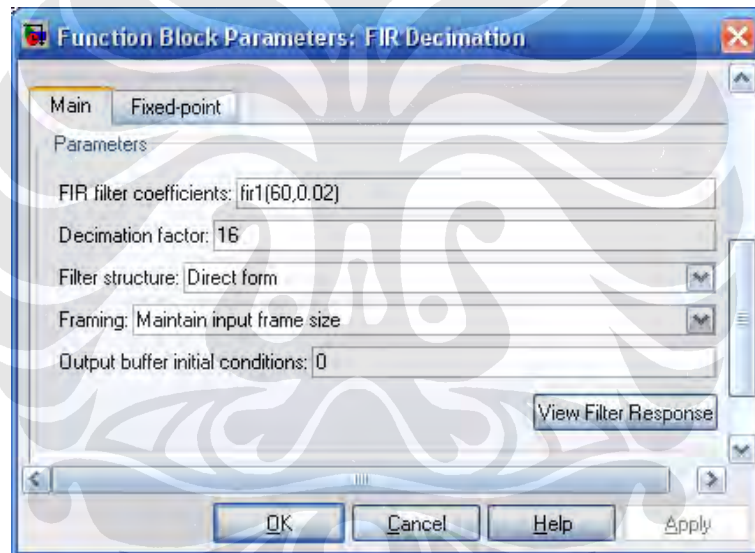 Function Block Parameters: FIR Decimation
Main Fixed-point
Parameters
FIR filter coefficients: fir1(60,0.02)
Decimation factor: 16
Filter structure: Direct form
Framing: Maintain input frame size
Output buffer initial conditions: 0
View Filter Response
OK Cancel Help Apply